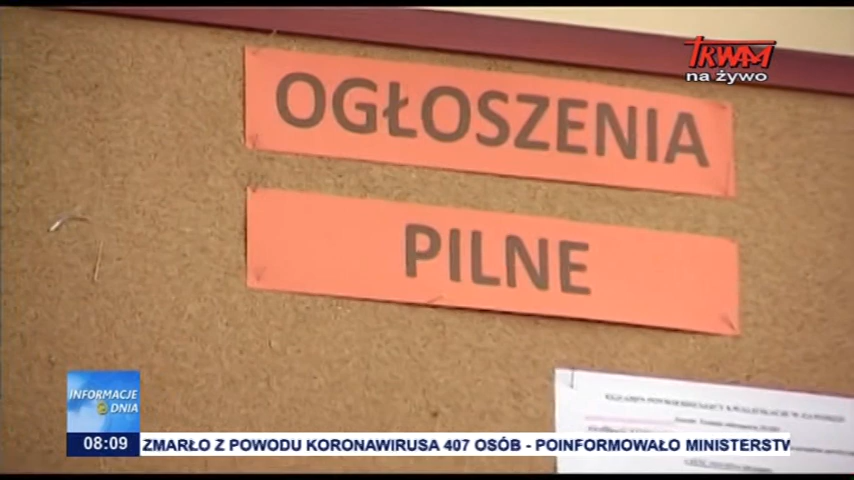 TRWAM
na żywo
OGŁOSZENIA
PILNE
INFORMACJE
DNIA
08:09
ZMARŁO Z POWODU KORONAWIRUSA 407 OSÓB - POINFORMOWAŁO MINISTERSTV